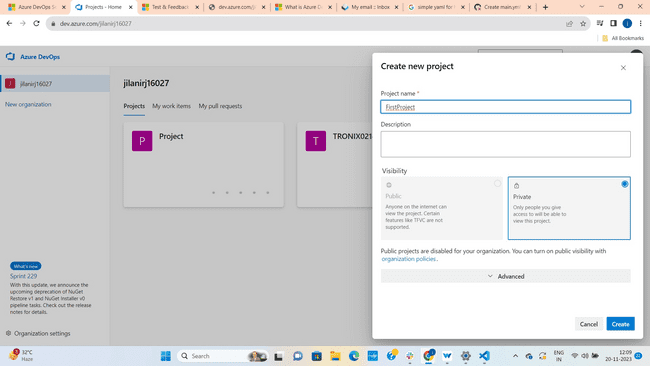 Azure DevOps Se
Projects - Home
Test & Feedback
dev.azure.com/ji
What is Azure De
My email :: Inbox
simple yaml for
Create main.yml
dev.azure.com/jilanirj16027
All Bookmarks
Azure DevOps
jilanirj16027
New organization
What's new
Sprint 229
With this update, we announce the
upcoming deprecation of NuGet
Restore v1 and NuGet Installer v0
pipeline tasks. Check out the release
notes for details.
Organization settings
jilanirj16027
Projects My work items My pull requests
P Project
T TRONIX021
Create new project
Project name *
FirstProject
Description
Visibility
Public
Anyone on the internet can
view the project. Certain
features like TFVC are not
supported.
Private
Only people you give
access to will be able to
view this project.
Public projects are disabled for your organization. You can turn on public visibility with
organization policies.
Advanced
Cancel Create
32°C
Haze
Search
ENG
IN
12:09
20-11-2023